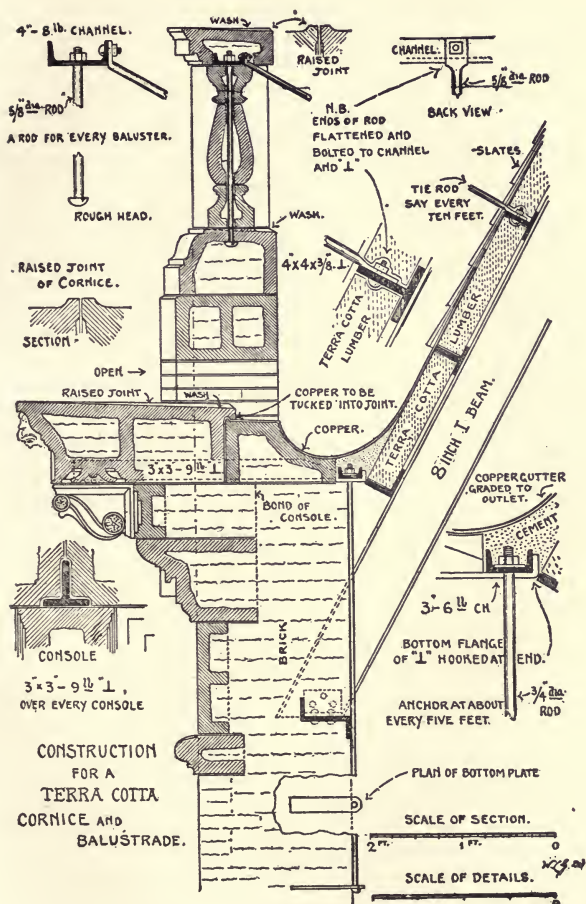 4"- 8 lb. CHANNEL.
5/8" dia ROD
A ROD FOR EVERY BALUSTER.
ROUGH HEAD.
WASH
RAISED
JOINT
CHANNEL.
5/8" dia ROD
BACK VIEW
N.B.
ENDS OF ROD
FLATTENED AND
BOLTED TO CHANNEL
AND "⊥"
SLATES.
TIE ROD
SAY EVERY
TEN FEET.
WASH.
4"x 4"x 3/8" ⊥.
TERRA COTTA
LUMBER
RAISED JOINT
OF CORNICE.
SECTION
OPEN
RAISED JOINT
WASH
COPPER TO BE
TUCKED INTO JOINT.
COPPER.
TERRA COTTA
LUMBER
8 INCH I BEAM.
3"x3"- 9 lb ⊥
BOND OF
CONSOLE.
BRICK
COPPER GUTTER
GRADED TO
OUTLET.
CEMENT
3"- 6 lb CH
BOTTOM FLANGE
OF "⊥" HOOKED AT END.
3/4" dia
ROD
ANCHOR AT ABOUT
EVERY FIVE FEET.
CONSOLE
3"x 3"- 9 lb "⊥",
OVER EVERY CONSOLE
CONSTRUCTION
FOR A
TERRA COTTA
CORNICE AND
BALUSTRADE.
PLAN OF BOTTOM PLATE
SCALE OF SECTION.
2 FT. 1 FT. 0
SCALE OF DETAILS.